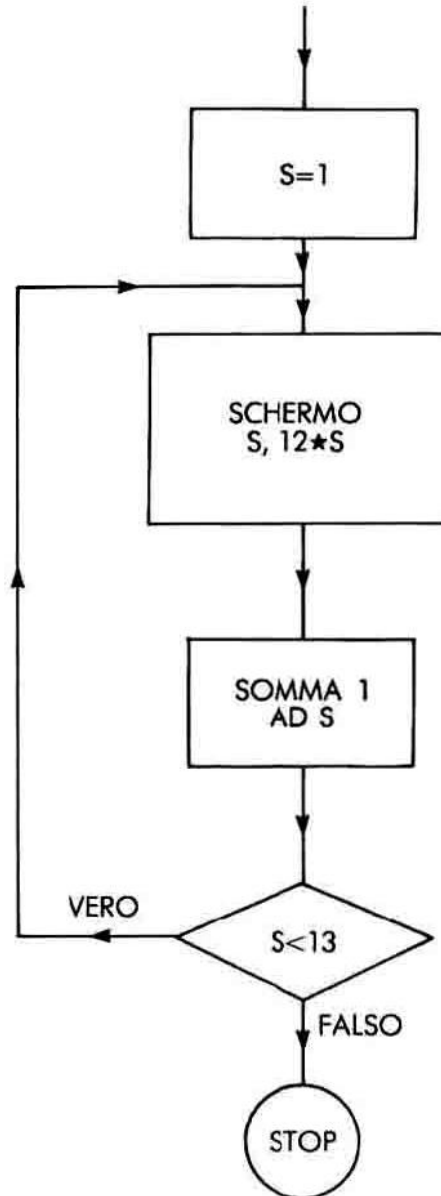 S=1
SCHERMO
S, 12★S
SOMMA 1
AD S
VERO
S<13
FALSO
STOP